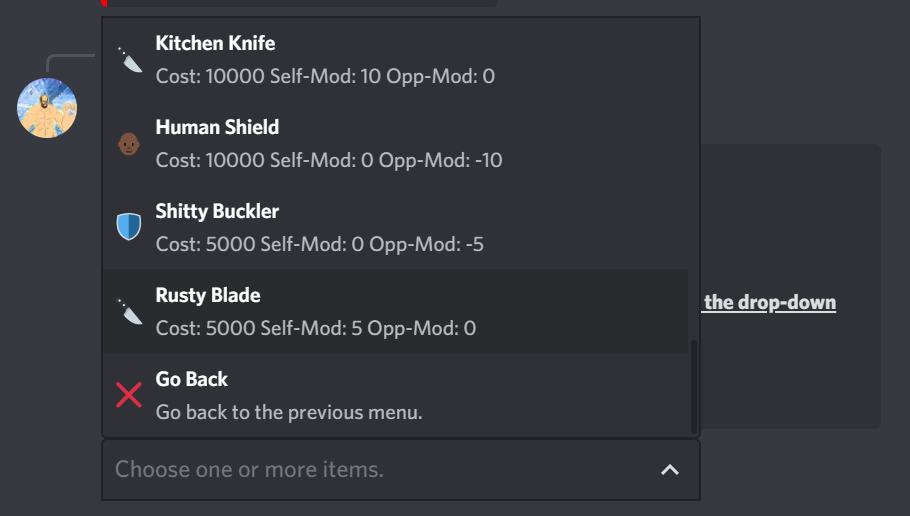 Kitchen Knife
Cost: 10000 Self-Mod: 10 Opp-Mod: 0
Human Shield
Cost: 10000 Self-Mod: 0 Opp-Mod: -10
Shitty Buckler
Cost: 5000 Self-Mod: 0 Opp-Mod: -5
Rusty Blade
Cost: 5000 Self-Mod: 5 Opp-Mod: 0
the drop-down
Go Back
Go back to the previous menu.
Choose one or more items.